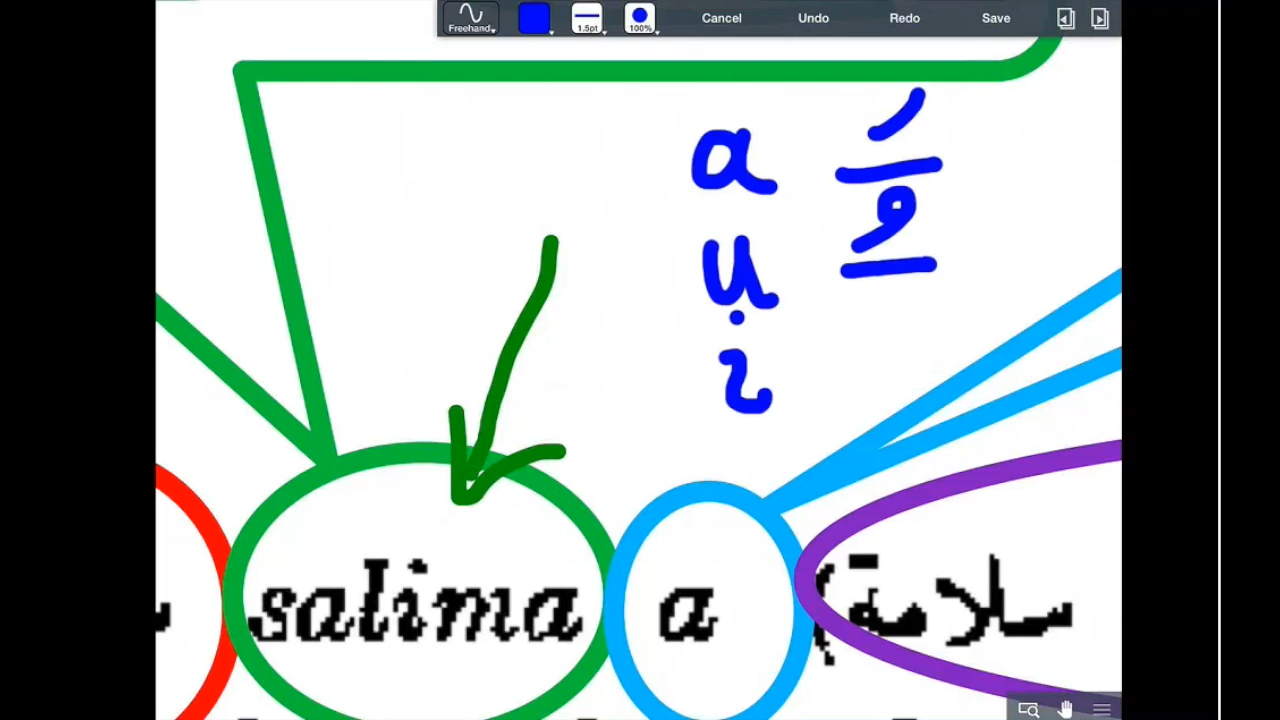 Freehand 1.5pt 100% Cancel Undo Redo Save
a
u
i
salima a (سلامة